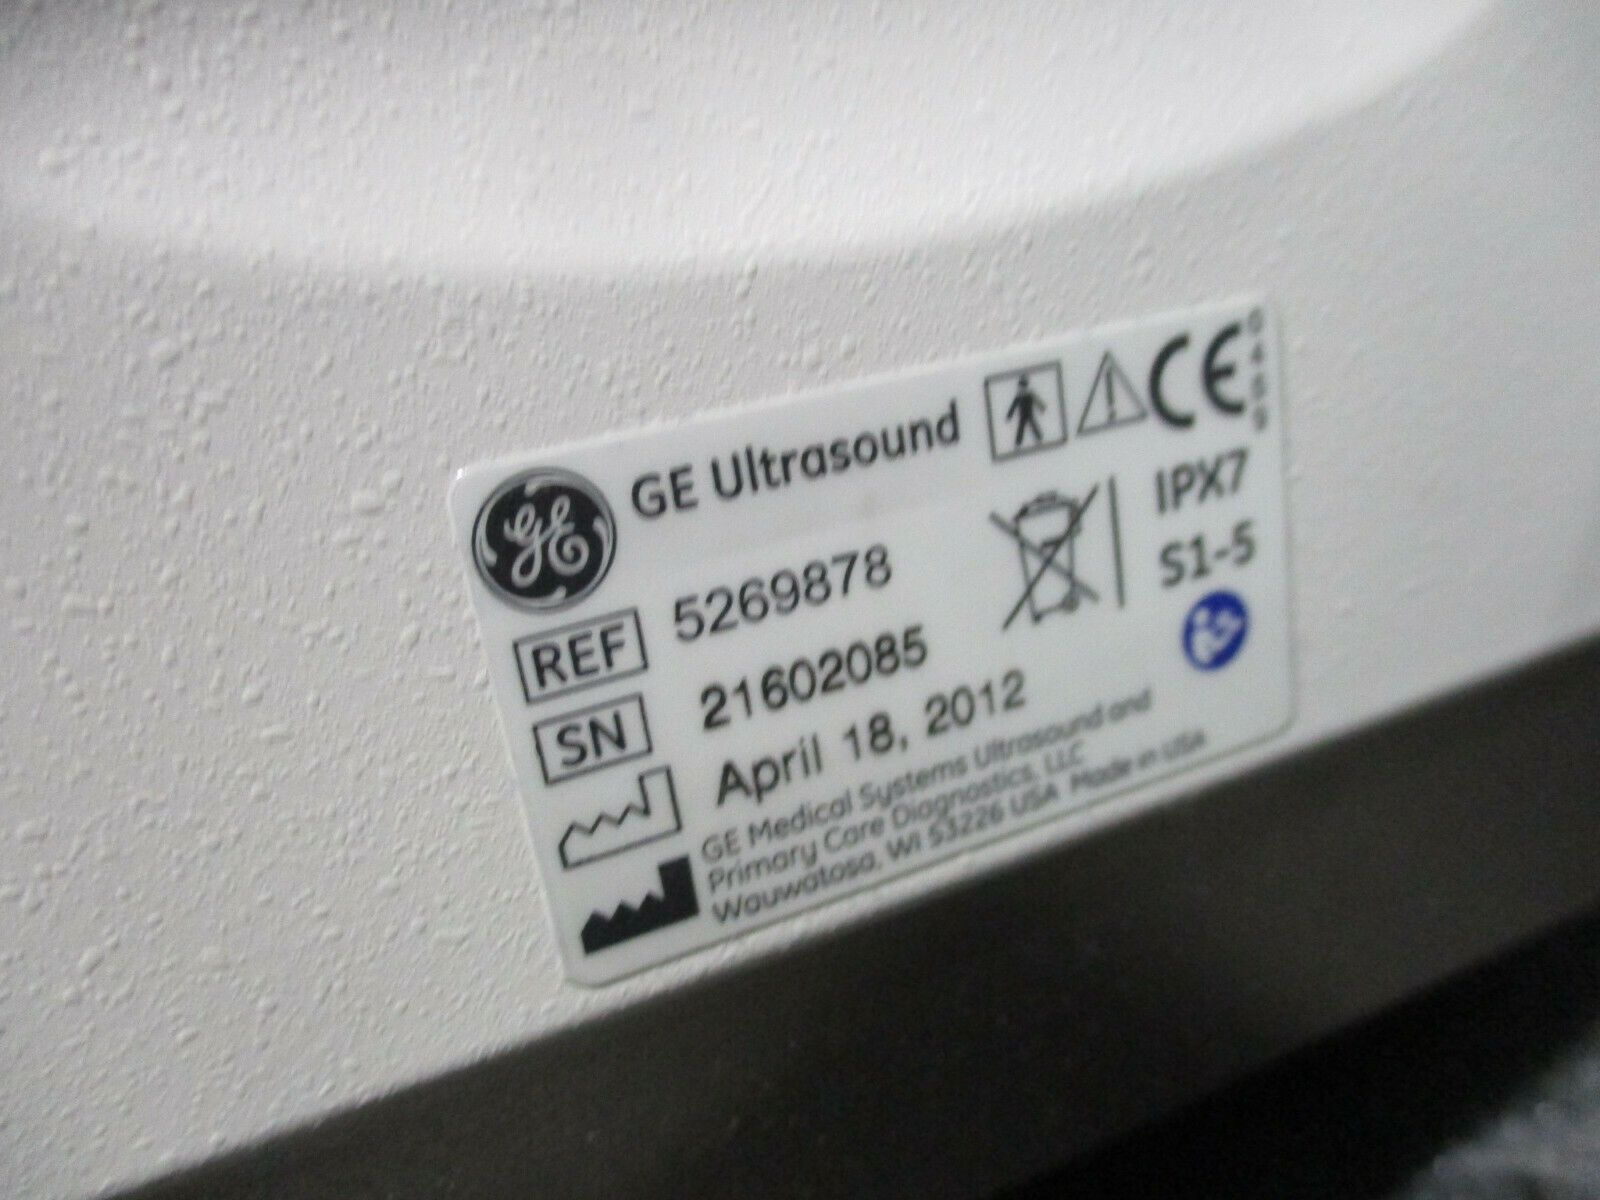 GE Ultrasound
CE
IPX7
S1-5
REF 5269878
SN 21602085
April 18, 2012
GE Medical Systems Ultrasound and
Primary Care Diagnostics, LLC
Wauwatosa, WI 53226 USA Made in USA